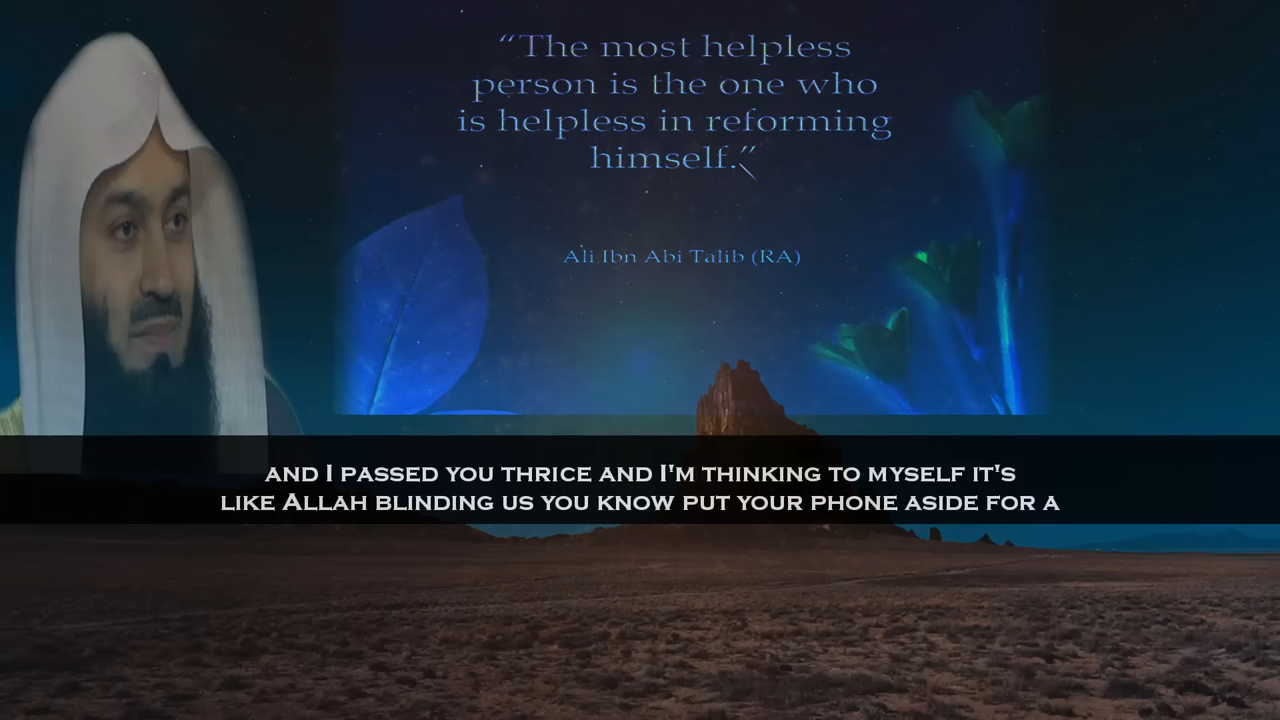 “The most helpless
person is the one who
is helpless in reforming
himself.”
Ali Ibn Abi Talib (RA)
AND I PASSED YOU THRICE AND I'M THINKING TO MYSELF IT'S
LIKE ALLAH BLINDING US YOU KNOW PUT YOUR PHONE ASIDE FOR A